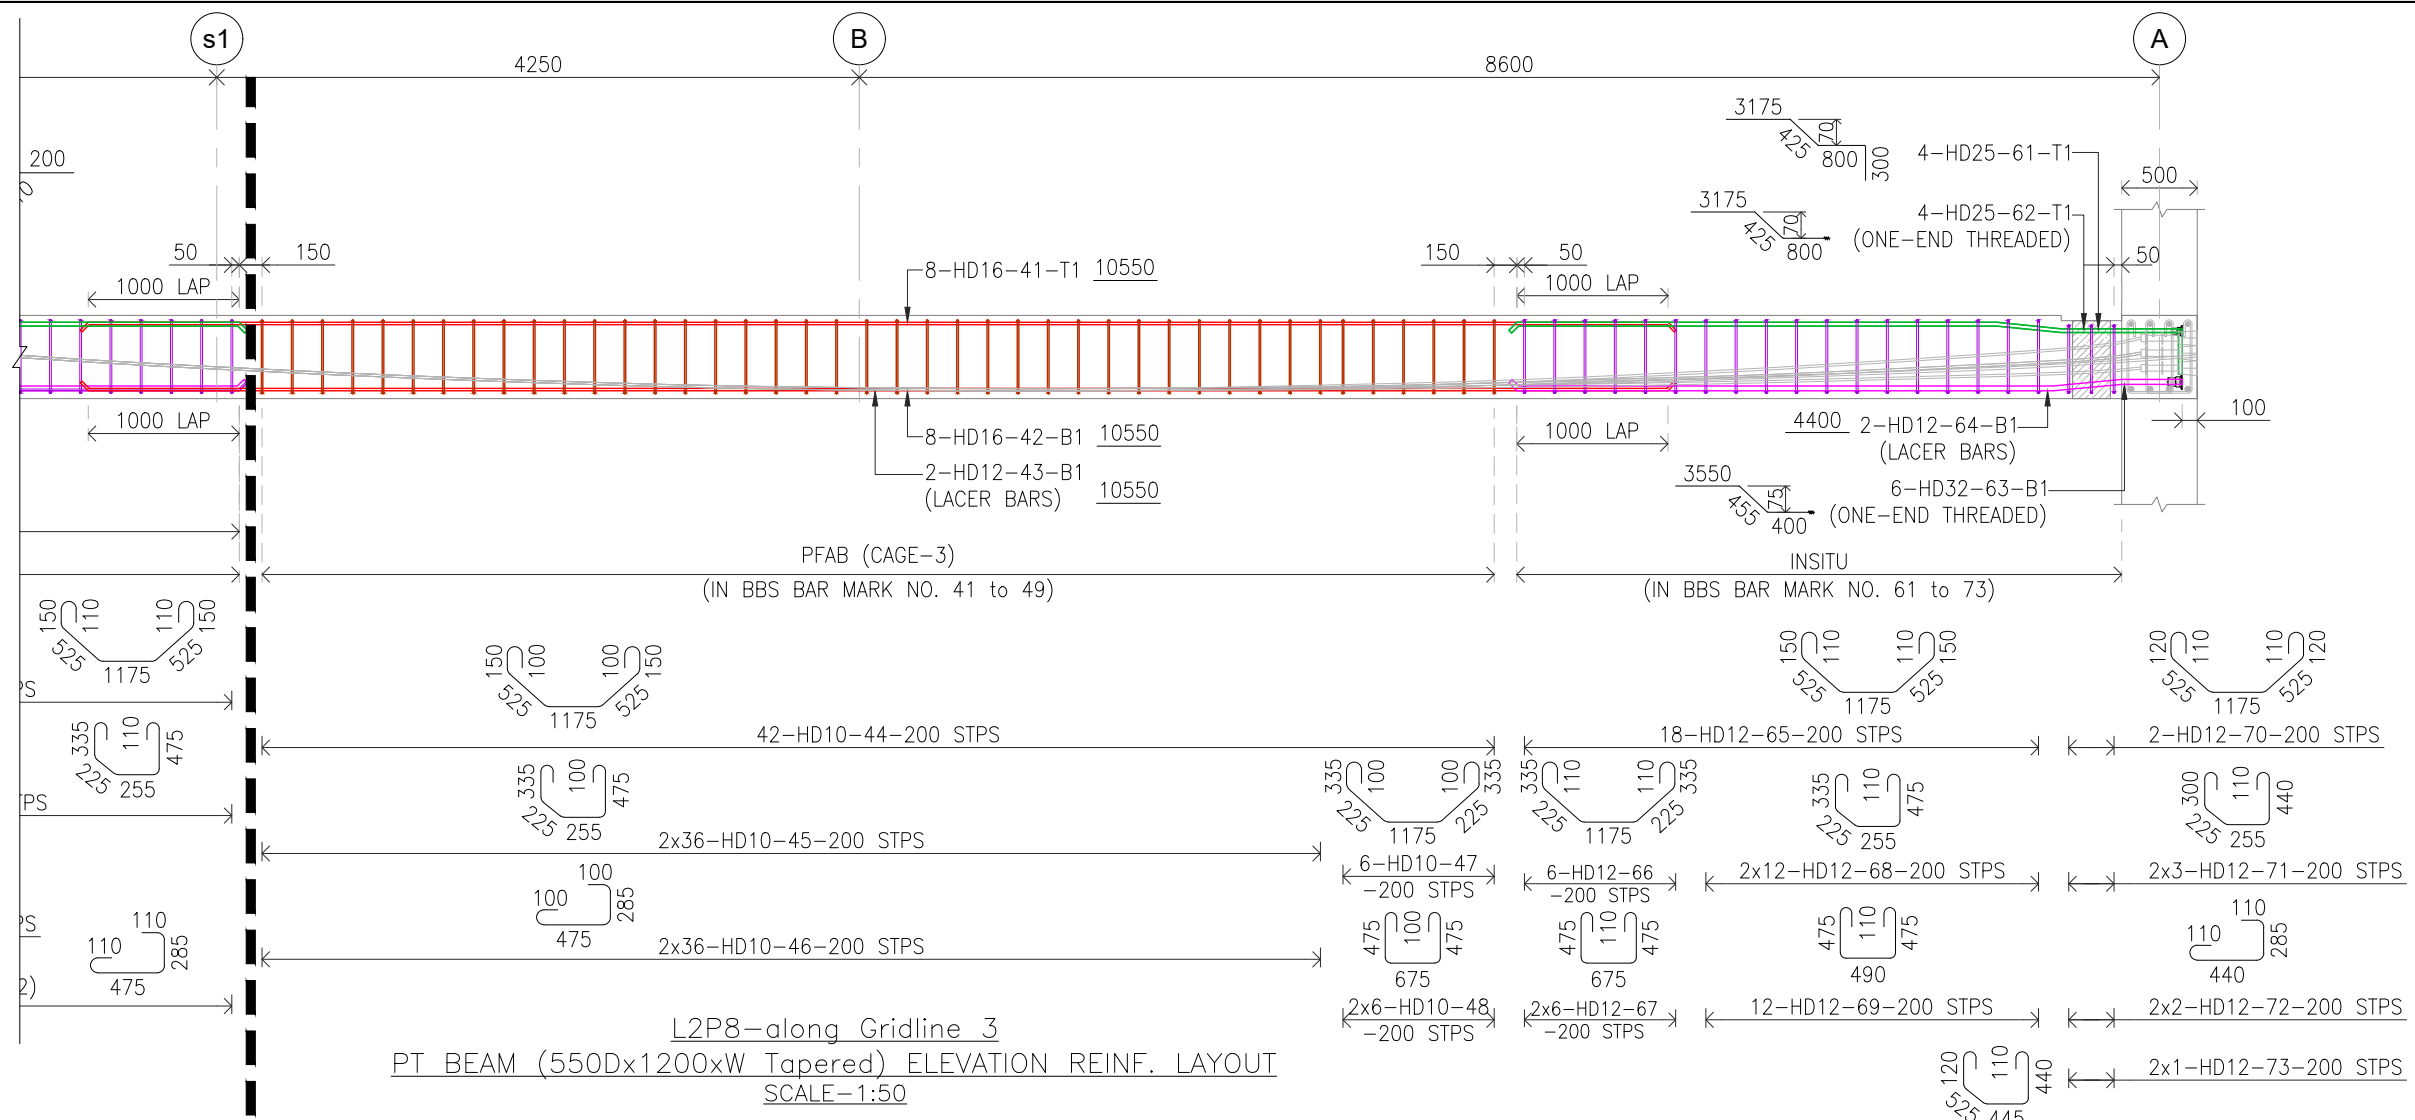 s1
B
A
4250
8600
200
50
150
1000 LAP
8-HD16-41-T1 10550
150
50
1000 LAP
3175
70
425
800
300
4-HD25-61-T1
3175
70
425
800
4-HD25-62-T1
(ONE-END THREADED)
500
50
1000 LAP
8-HD16-42-B1 10550
2-HD12-43-B1
(LACER BARS) 10550
1000 LAP
4400 2-HD12-64-B1
(LACER BARS)
100
3550
75
455
400
6-HD32-63-B1
(ONE-END THREADED)
PFAB (CAGE-3)
(IN BBS BAR MARK NO. 41 to 49)
INSITU
(IN BBS BAR MARK NO. 61 to 73)
150
110
110
150
525
1175
525
150
100
100
150
525
1175
525
150
110
110
150
525
1175
525
120
110
110
120
525
1175
525
PS
42-HD10-44-200 STPS
18-HD12-65-200 STPS
2-HD12-70-200 STPS
335
110
475
225
255
335
100
475
225
255
335
100
100
335
225
1175
225
335
110
110
335
225
1175
225
335
110
475
225
255
300
110
440
225
255
TPS
2x36-HD10-45-200 STPS
6-HD10-47
-200 STPS
6-HD12-66
-200 STPS
2x12-HD12-68-200 STPS
2x3-HD12-71-200 STPS
110
110
285
475
100
100
285
475
475
100
475
675
475
110
475
675
475
110
475
490
110
110
285
440
PS
2x36-HD10-46-200 STPS
2)
2x6-HD10-48
-200 STPS
2x6-HD12-67
-200 STPS
12-HD12-69-200 STPS
2x2-HD12-72-200 STPS
120
110
440
525
445
2x1-HD12-73-200 STPS
L2P8-along Gridline 3
PT BEAM (550Dx1200xW Tapered) ELEVATION REINF. LAYOUT
SCALE-1:50